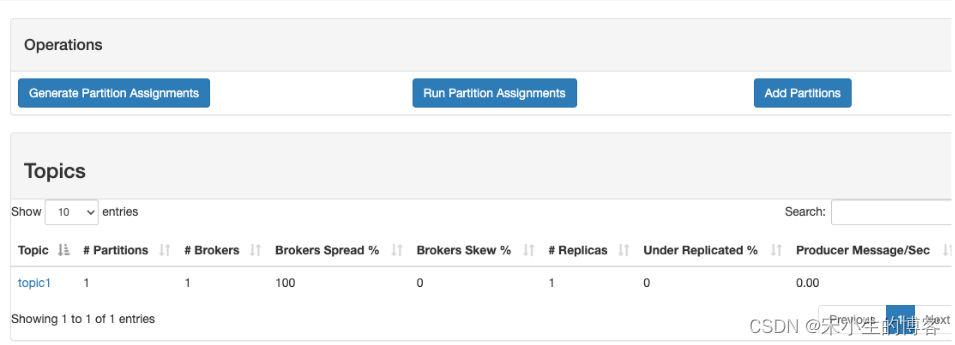 Operations
Generate Partition Assignments Run Partition Assignments Add Partitions
Topics
Show 10 entries Search:
Topic # Partitions # Brokers Brokers Spread % Brokers Skew % # Replicas Under Replicated % Producer Message/Sec
topic1 1 1 100 0 1 0 0.00
Showing 1 to 1 of 1 entries Previous 1 Next
CSDN @宋小生的博客